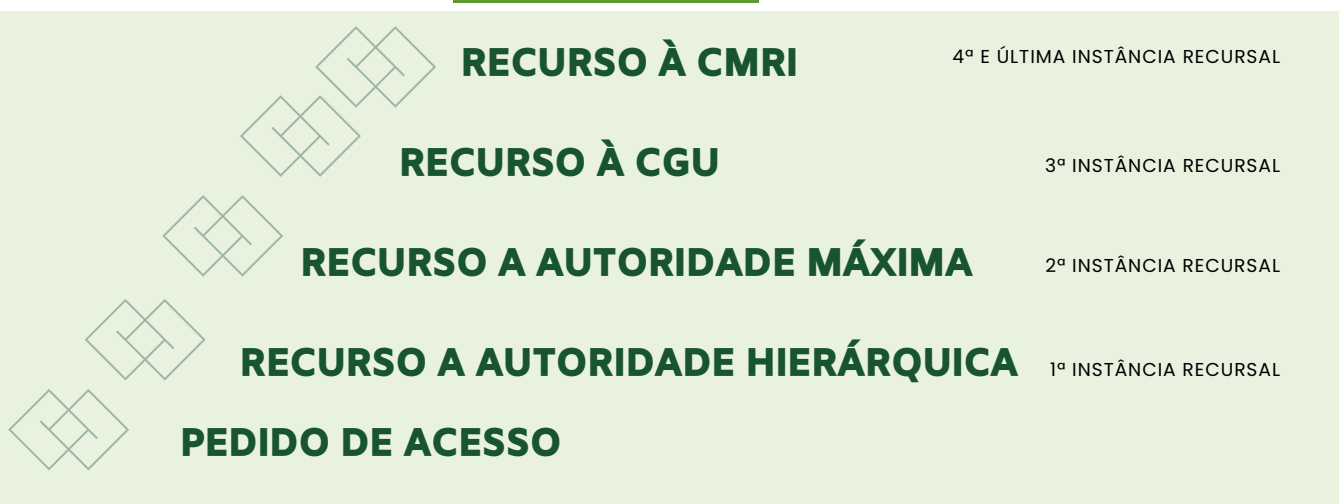 RECURSO À CMRI 4ª E ÚLTIMA INSTÂNCIA RECURSAL
RECURSO À CGU 3ª INSTÂNCIA RECURSAL
RECURSO A AUTORIDADE MÁXIMA 2ª INSTÂNCIA RECURSAL
RECURSO A AUTORIDADE HIERÁRQUICA 1ª INSTÂNCIA RECURSAL
PEDIDO DE ACESSO